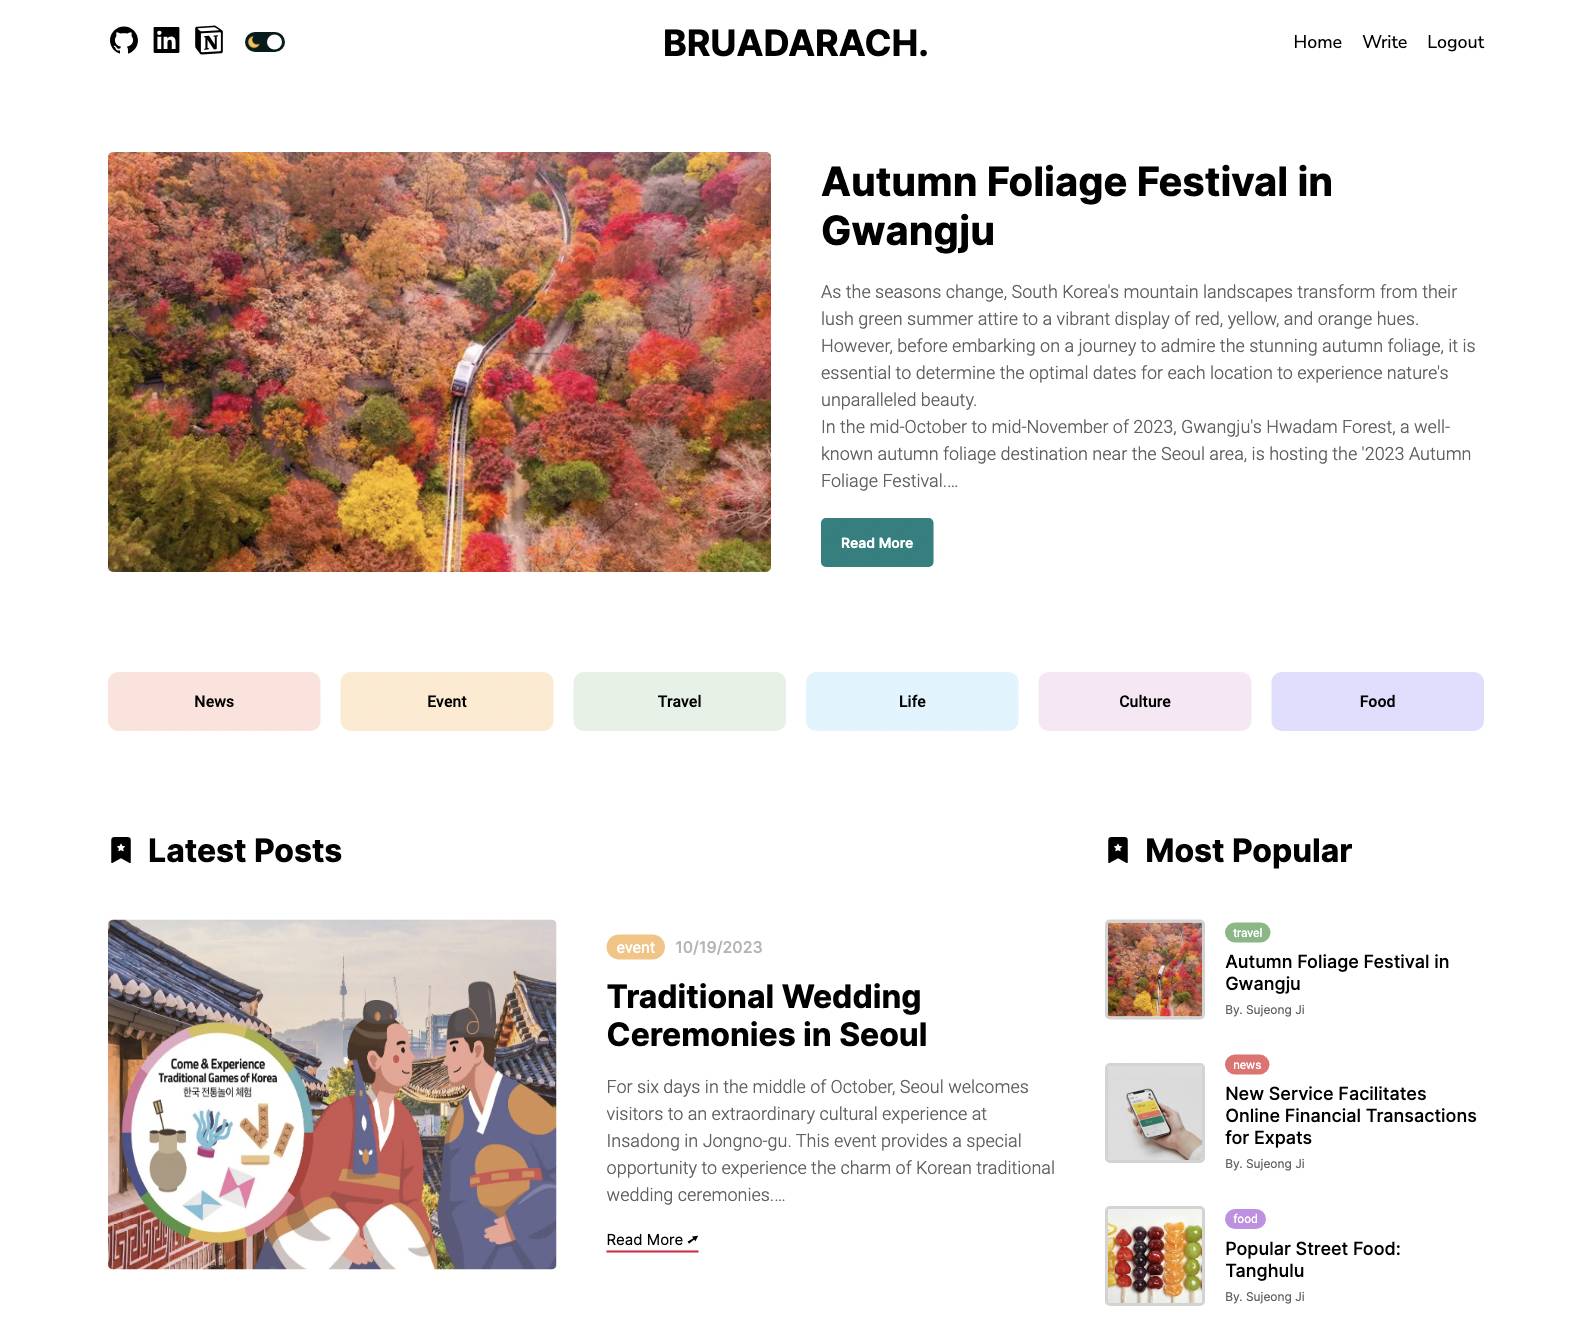 BRUADARACH.
Home Write Logout
Autumn Foliage Festival in
Gwangju
As the seasons change, South Korea's mountain landscapes transform from their
lush green summer attire to a vibrant display of red, yellow, and orange hues.
However, before embarking on a journey to admire the stunning autumn foliage, it is
essential to determine the optimal dates for each location to experience nature's
unparalleled beauty.
In the mid-October to mid-November of 2023, Gwangju's Hwadam Forest, a well-
known autumn foliage destination near the Seoul area, is hosting the '2023 Autumn
Foliage Festival....
Read More
News Event Travel Life Culture Food
Latest Posts
Come & Experience
Traditional Games of Korea
한국 전통놀이 체험
event 10/19/2023
Traditional Wedding
Ceremonies in Seoul
For six days in the middle of October, Seoul welcomes
visitors to an extraordinary cultural experience at
Insadong in Jongno-gu. This event provides a special
opportunity to experience the charm of Korean traditional
wedding ceremonies....
Read More
Most Popular
travel
Autumn Foliage Festival in
Gwangju
By. Sujeong Ji
news
New Service Facilitates
Online Financial Transactions
for Expats
By. Sujeong Ji
food
Popular Street Food:
Tanghulu
By. Sujeong Ji